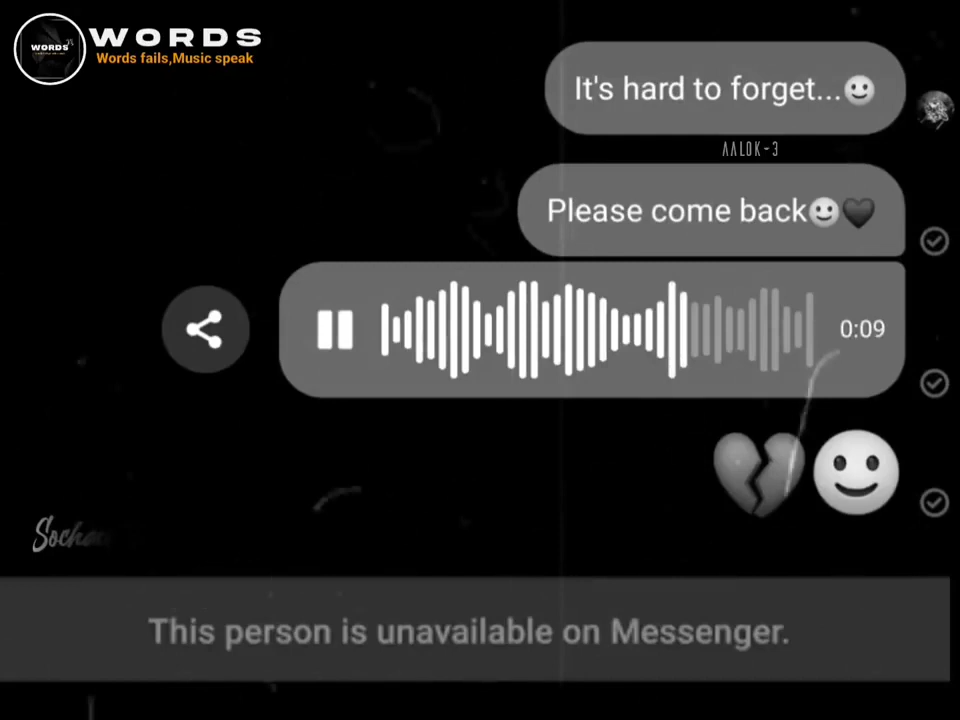 WORDS
WORDS
Words fails,Music speak
It's hard to forget...🙂
AALOK-3
Please come back🙂🖤
0:09
💔🙂
This person is unavailable on Messenger.